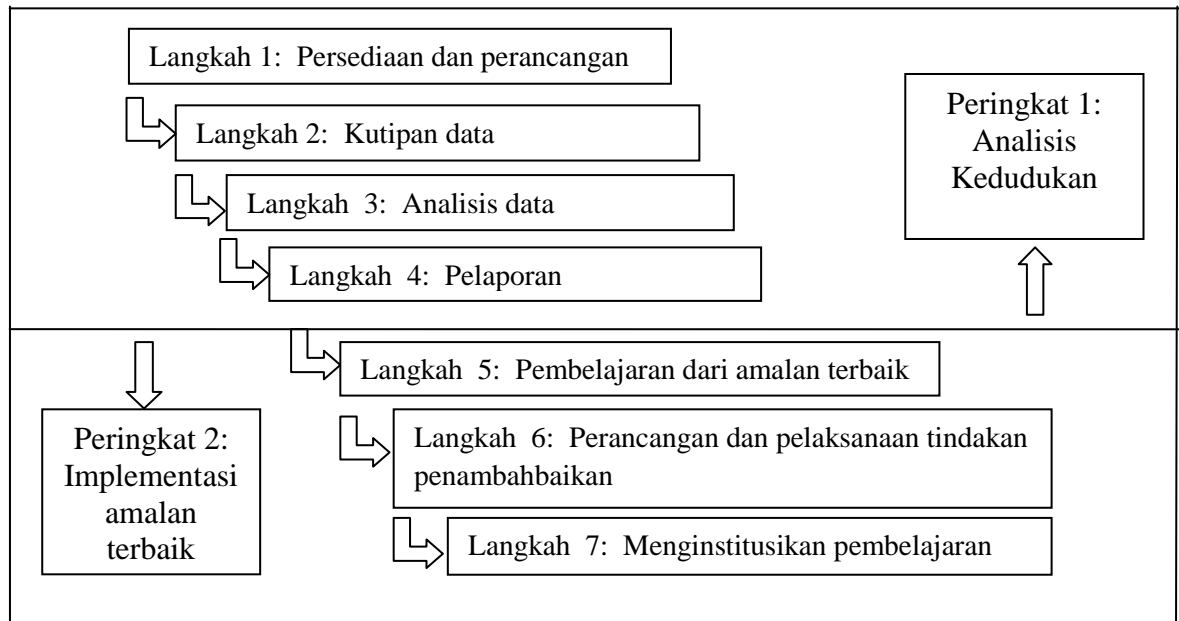 Langkah 1: Persediaan dan perancangan
Langkah 2: Kutipan data
Langkah 3: Analisis data
Langkah 4: Pelaporan
Peringkat 1:
Analisis
Kedudukan
Langkah 5: Pembelajaran dari amalan terbaik
Langkah 6: Perancangan dan pelaksanaan tindakan
penambahbaikan
Langkah 7: Menginstitusikan pembelajaran
Peringkat 2:
Implementasi
amalan
terbaik